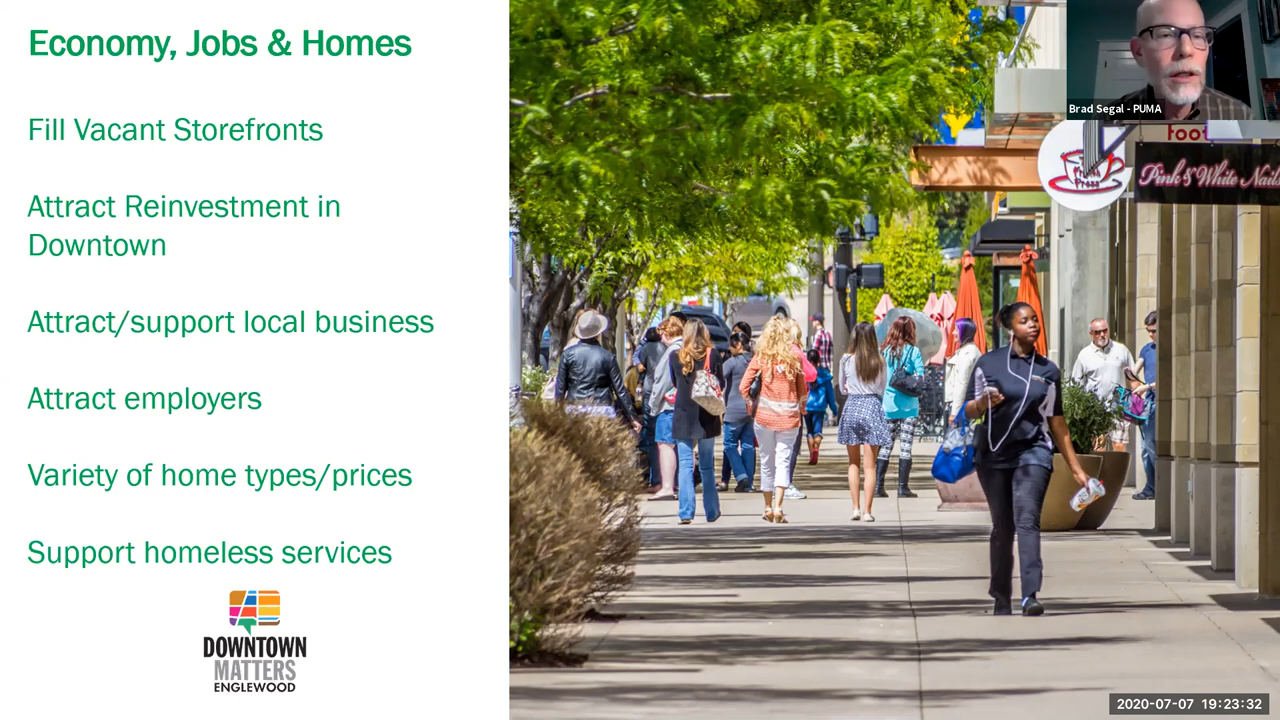 Economy, Jobs & Homes
Fill Vacant Storefronts
Attract Reinvestment in
Downtown
Attract/support local business
Attract employers
Variety of home types/prices
Support homeless services
DOWNTOWN
MATTERS
ENGLEWOOD
Brad Segal - PUMA
foot
Press
Pink & White Nails
2020-07-07 19:23:32